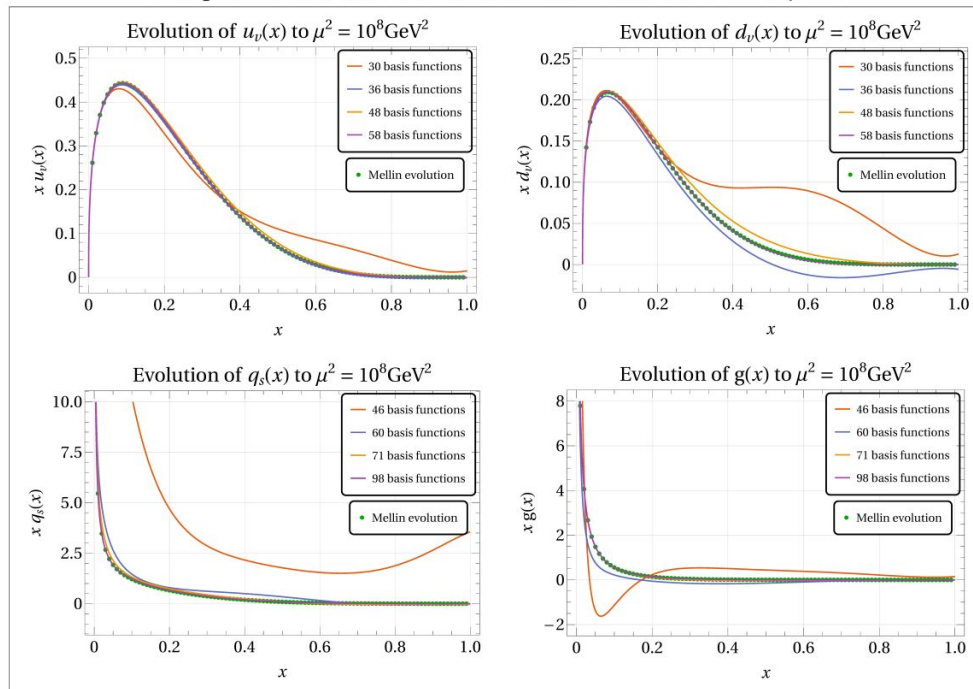 Evolution of u_v(x) to μ² = 10⁸GeV²
x u_v(x)
0.5
0.4
0.3
0.2
0.1
0
30 basis functions
36 basis functions
48 basis functions
58 basis functions
Mellin evolution
0 0.2 0.4 0.6 0.8 1.0
x
Evolution of d_v(x) to μ² = 10⁸GeV²
x d_v(x)
0.25
0.20
0.15
0.10
0.05
0
30 basis functions
36 basis functions
48 basis functions
58 basis functions
Mellin evolution
0 0.2 0.4 0.6 0.8 1.0
x
Evolution of q_s(x) to μ² = 10⁸GeV²
x q_s(x)
10.0
7.5
5.0
2.5
0
46 basis functions
60 basis functions
71 basis functions
98 basis functions
Mellin evolution
0 0.2 0.4 0.6 0.8 1.0
x
Evolution of g(x) to μ² = 10⁸GeV²
x g(x)
8
6
4
2
0
−2
46 basis functions
60 basis functions
71 basis functions
98 basis functions
Mellin evolution
0 0.2 0.4 0.6 0.8 1.0
x